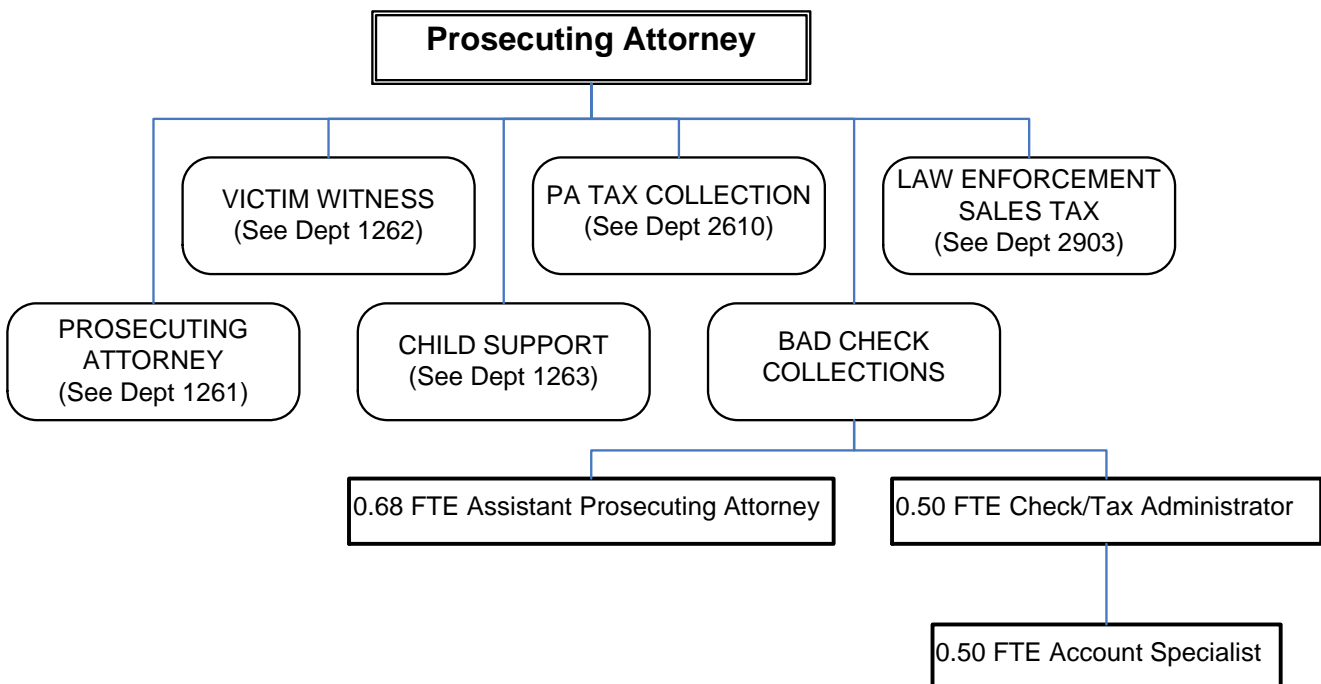 Prosecuting Attorney
VICTIM WITNESS
(See Dept 1262)
PA TAX COLLECTION
(See Dept 2610)
LAW ENFORCEMENT
SALES TAX
(See Dept 2903)
PROSECUTING
ATTORNEY
(See Dept 1261)
CHILD SUPPORT
(See Dept 1263)
BAD CHECK
COLLECTIONS
0.68 FTE Assistant Prosecuting Attorney
0.50 FTE Check/Tax Administrator
0.50 FTE Account Specialist